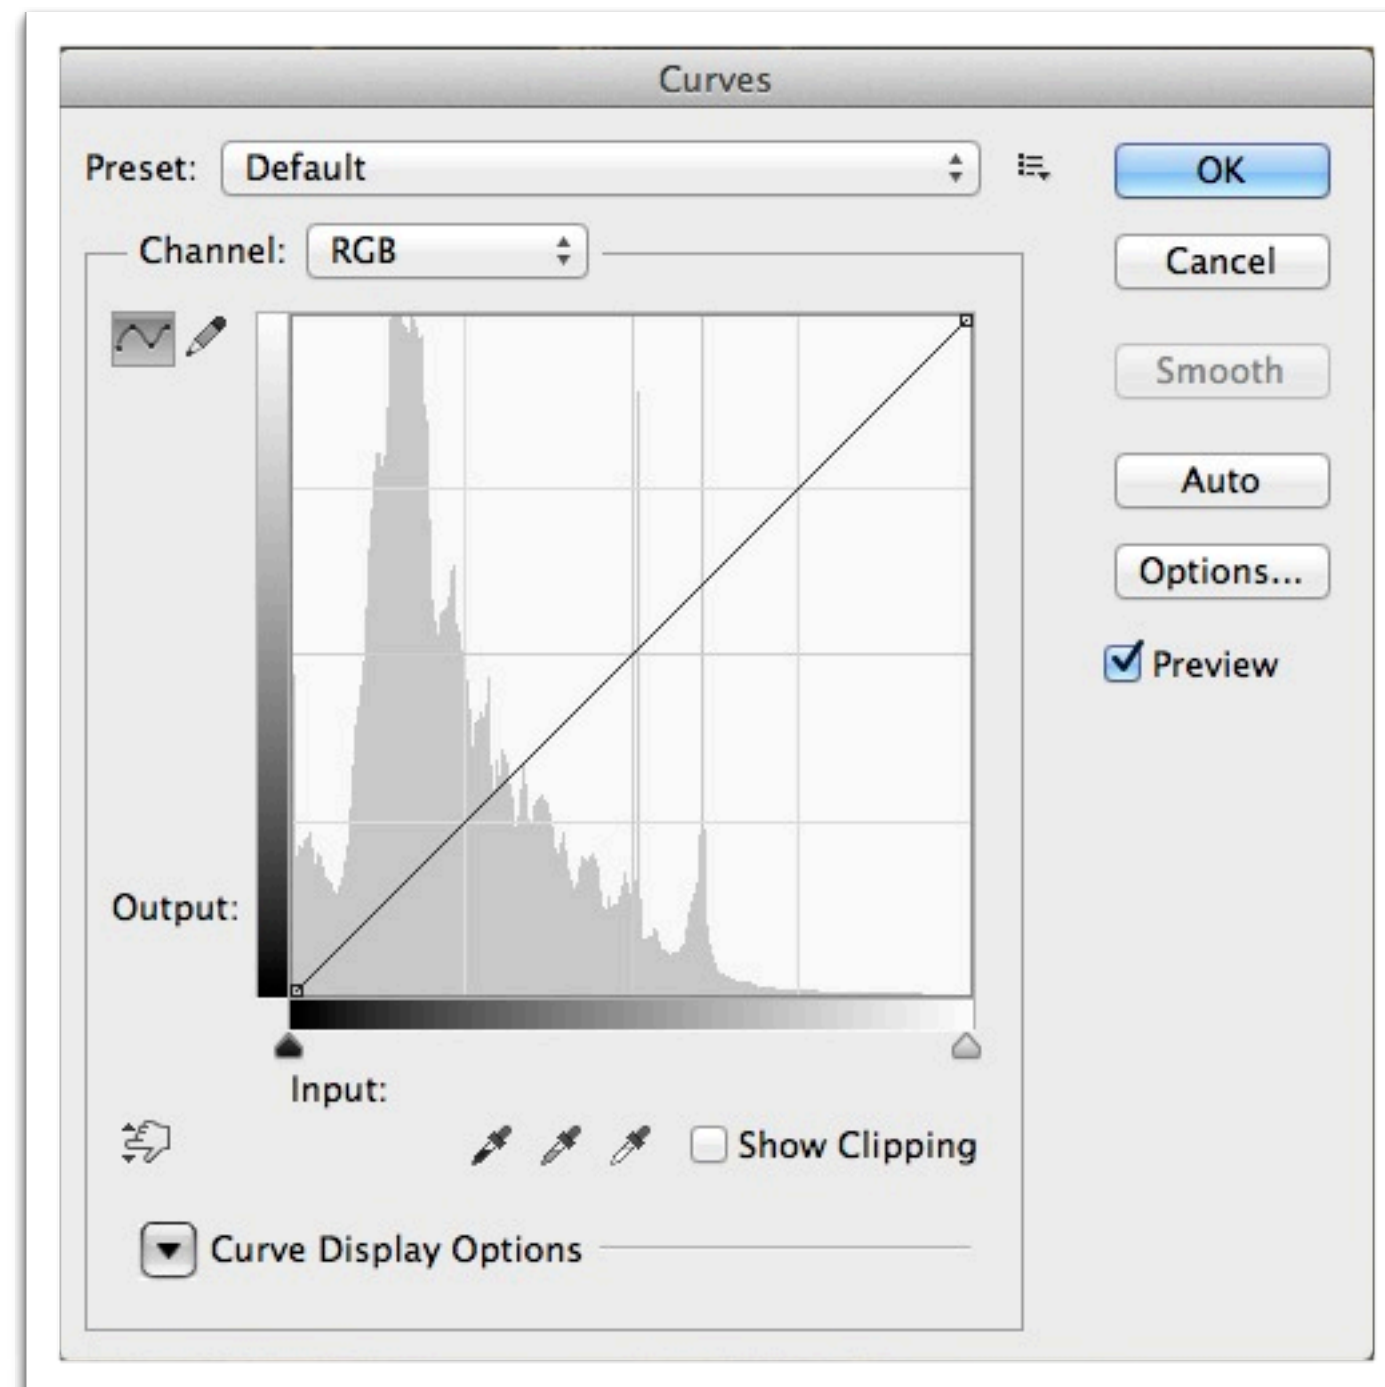 Curves
Preset: Default
OK
Channel: RGB
Cancel
Smooth
Auto
Options...
Preview
Output:
Input:
Show Clipping
Curve Display Options